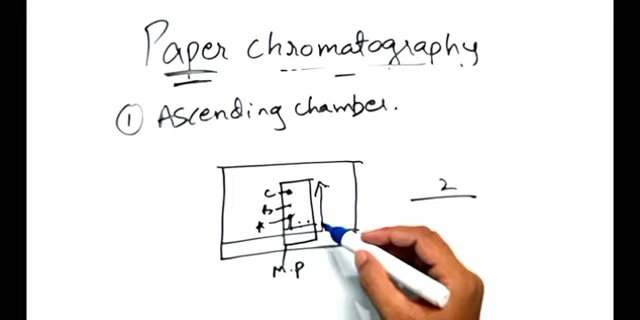 Paper chromatography
① Ascending chamber.
2
C
B
A
M.P